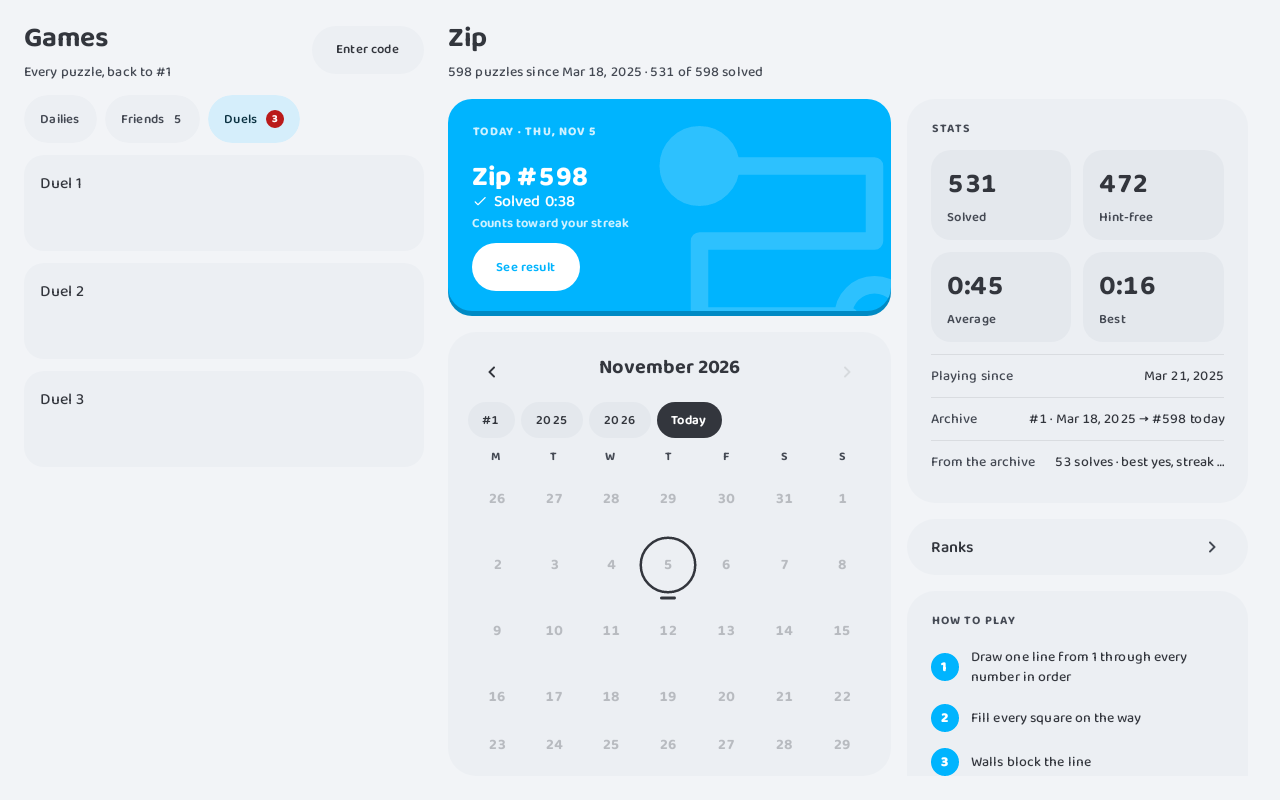 Games
Enter code
Every puzzle, back to #1
Dailies
Friends 5
Duels 3
Duel 1
Duel 2
Duel 3
Zip
598 puzzles since Mar 18, 2025 · 531 of 598 solved
TODAY · THU, NOV 5
Zip #598
Solved 0:38
Counts toward your streak
See result
November 2026
#1 2025 2026 Today
M T W T F S S
26 27 28 29 30 31 1
2 3 4 5 6 7 8
9 10 11 12 13 14 15
16 17 18 19 20 21 22
23 24 25 26 27 28 29
STATS
531
Solved
472
Hint-free
0:45
Average
0:16
Best
Playing since Mar 21, 2025
Archive #1 · Mar 18, 2025 → #598 today
From the archive 53 solves · best yes, streak …
Ranks
HOW TO PLAY
1 Draw one line from 1 through every
number in order
2 Fill every square on the way
3 Walls block the line